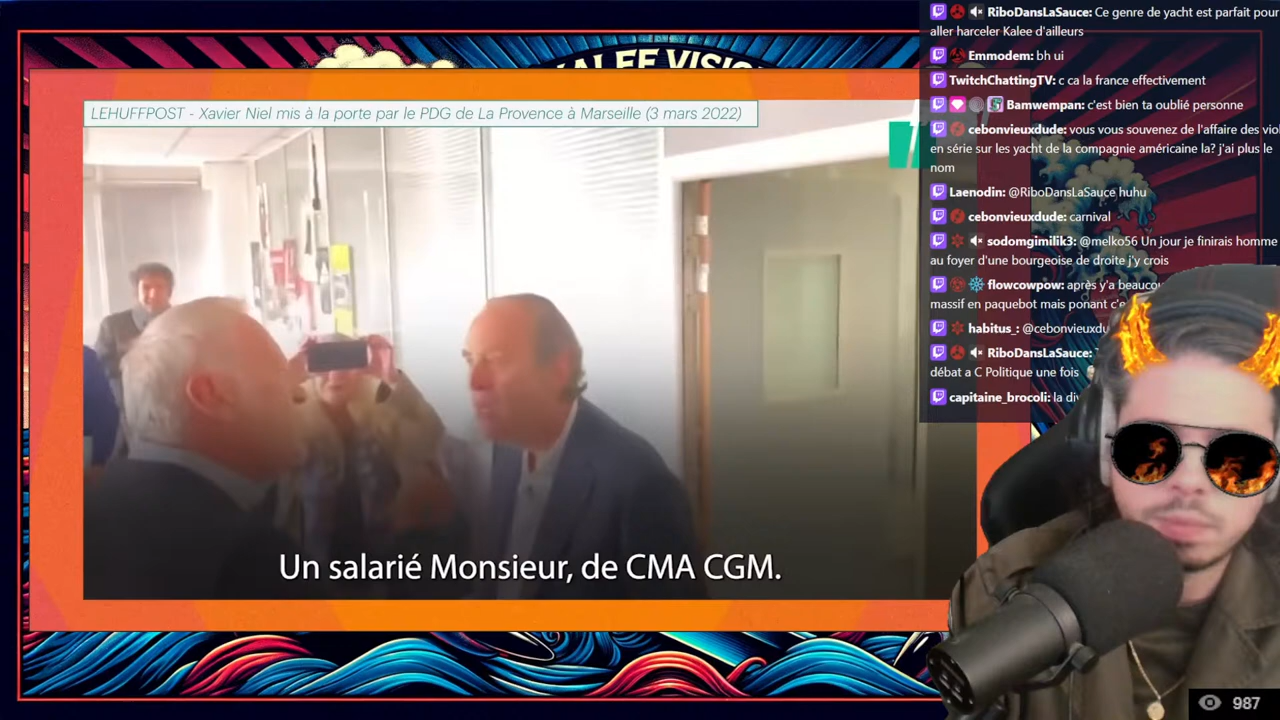 KALEE VISION
LEHUFFPOST - Xavier Niel mis à la porte par le PDG de La Provence à Marseille (3 mars 2022)
Un salarié Monsieur, de CMA CGM.
RiboDansLaSauce: Ce genre de yacht est parfait pour
aller harceler Kalee d'ailleurs
Emmodem: bh ui
TwitchChattingTV: c ca la france effectivement
Bamwempan: c'est bien ta oublié personne
cebonvieuxdude: vous vous souvenez de l'affaire des viol
en série sur les yacht de la compagnie américaine la? j'ai plus le
nom
Laenodin: @RiboDansLaSauce huhu
cebonvieuxdude: carnival
sodomgimilik3: @melko56 Un jour je finirais homme
au foyer d'une bourgeoise de droite j'y crois
flowcowpow: après y'a beaucou
massif en paquebot mais ponant c'e
habitus_: @cebonvieuxdu
RiboDansLaSauce:
débat a C Politique une fois
capitaine_brocoli: la div
987